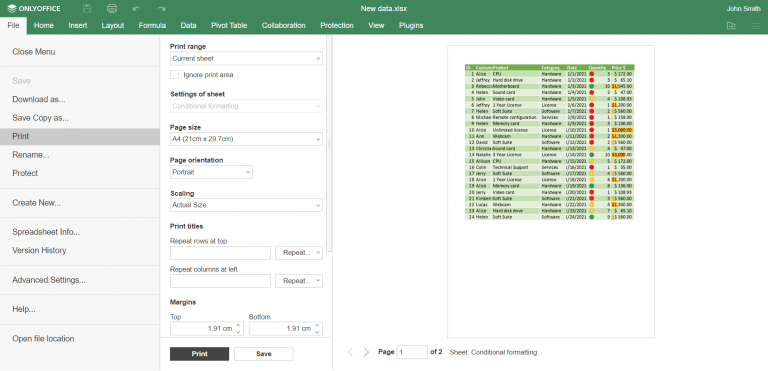 ONLYOFFICE
New data.xlsx
John Smith
File Home Insert Layout Formula Data Pivot Table Collaboration Protection View Plugins
Close Menu
Save
Download as...
Save Copy as...
Print
Rename...
Protect
Create New...
Spreadsheet Info...
Version History
Advanced Settings...
Help...
Open file location
Print range
Current sheet
Ignore print area
Settings of sheet
Conditional formatting
Page size
A4 (21cm x 29.7cm)
Page orientation
Portrait
Scaling
Actual Size
Print titles
Repeat rows at top
Repeat...
Repeat columns at left
Repeat...
Margins
Top Bottom
1.91 cm 1.91 cm
Print Save
ID Custom Product Category Date Quantity Price $
1 Alice CPU Hardware 1/1/2021 3 $ 172.00
2 Jeffrey Hard disk drive Hardware 1/2/2021 3 $ 65.10
3 Rebecca Motherboard Hardware 1/3/2021 10 $1,545.00
4 Helen Sound card Hardware 1/4/2021 2 $ 47.00
5 John Video card Hardware 1/5/2021 4 $ 108.93
6 Jeffrey 1 Year License License 1/6/2021 6 $1,300.00
7 Helen Soft Suite Software 1/7/2021 2 $ 560.00
8 Michae Remote configuration Services 1/8/2021 1 $ 158.00
9 Helen Memory card Hardware 1/9/2021 3 $ 136.00
10 Alice Unlimited license License 1/10/2021 1 $5,000.00
11 Ann Webcam Hardware 1/11/2021 3 $1,300.00
12 David Soft Suite Software 1/12/2021 2 $ 560.00
13 Christia Sound card Hardware 1/13/2021 4 $ 47.00
14 Natalie 3 Year License License 1/14/2021 10 $3,000.00
15 Allison CPU Hardware 1/15/2021 5 $ 172.00
16 Colin Technical Support Services 1/16/2021 1 $ 35.00
17 Jerry Soft Suite Software 1/17/2021 4 $ 560.00
18 Alice 1 Year License License 1/18/2021 6 $1,300.00
19 Alice Memory card Hardware 1/19/2021 8 $ 136.00
20 Jerry Video card Hardware 1/20/2021 1 $ 108.93
21 Kimberl Soft Suite Software 1/21/2021 3 $ 560.00
22 Lucas Webcam Hardware 1/22/2021 4 $1,300.00
23 Alice Hard disk drive Hardware 1/23/2021 7 $ 65.10
24 Helen Soft Suite Software 1/24/2021 9 $ 560.00
Page 1 of 2 Sheet: Conditional formatting